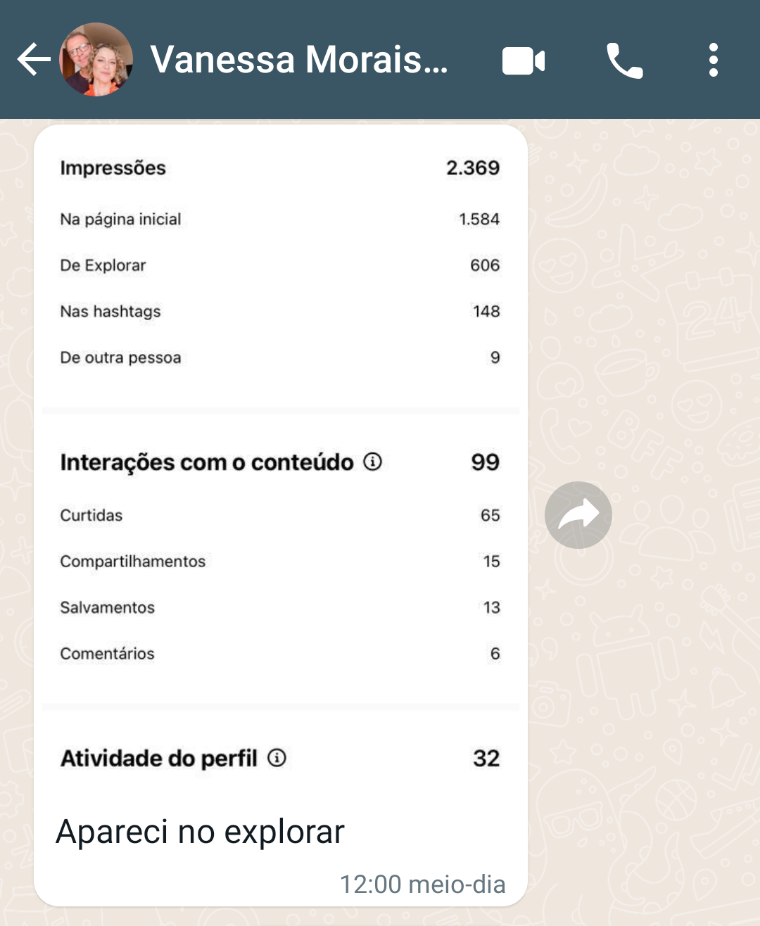 Vanessa Morais...
Impressões 2.369
Na página inicial 1.584
De Explorar 606
Nas hashtags 148
De outra pessoa 9
Interações com o conteúdo 99
Curtidas 65
Compartilhamentos 15
Salvamentos 13
Comentários 6
Atividade do perfil 32
Apareci no explorar
12:00 meio-dia